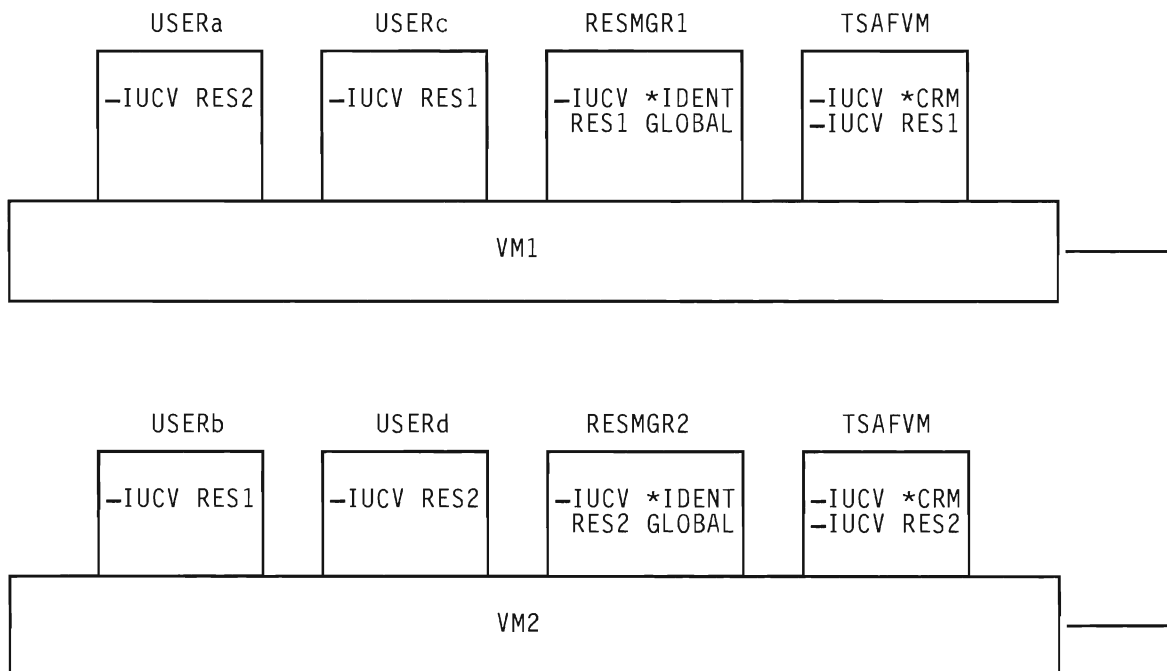 USERa USERc RESMGR1 TSAFVM
—IUCV RES2 —IUCV RES1 —IUCV *IDENT —IUCV *CRM
RES1 GLOBAL —IUCV RES1
VM1
USERb USERd RESMGR2 TSAFVM
—IUCV RES1 —IUCV RES2 —IUCV *IDENT —IUCV *CRM
RES2 GLOBAL —IUCV RES2
VM2